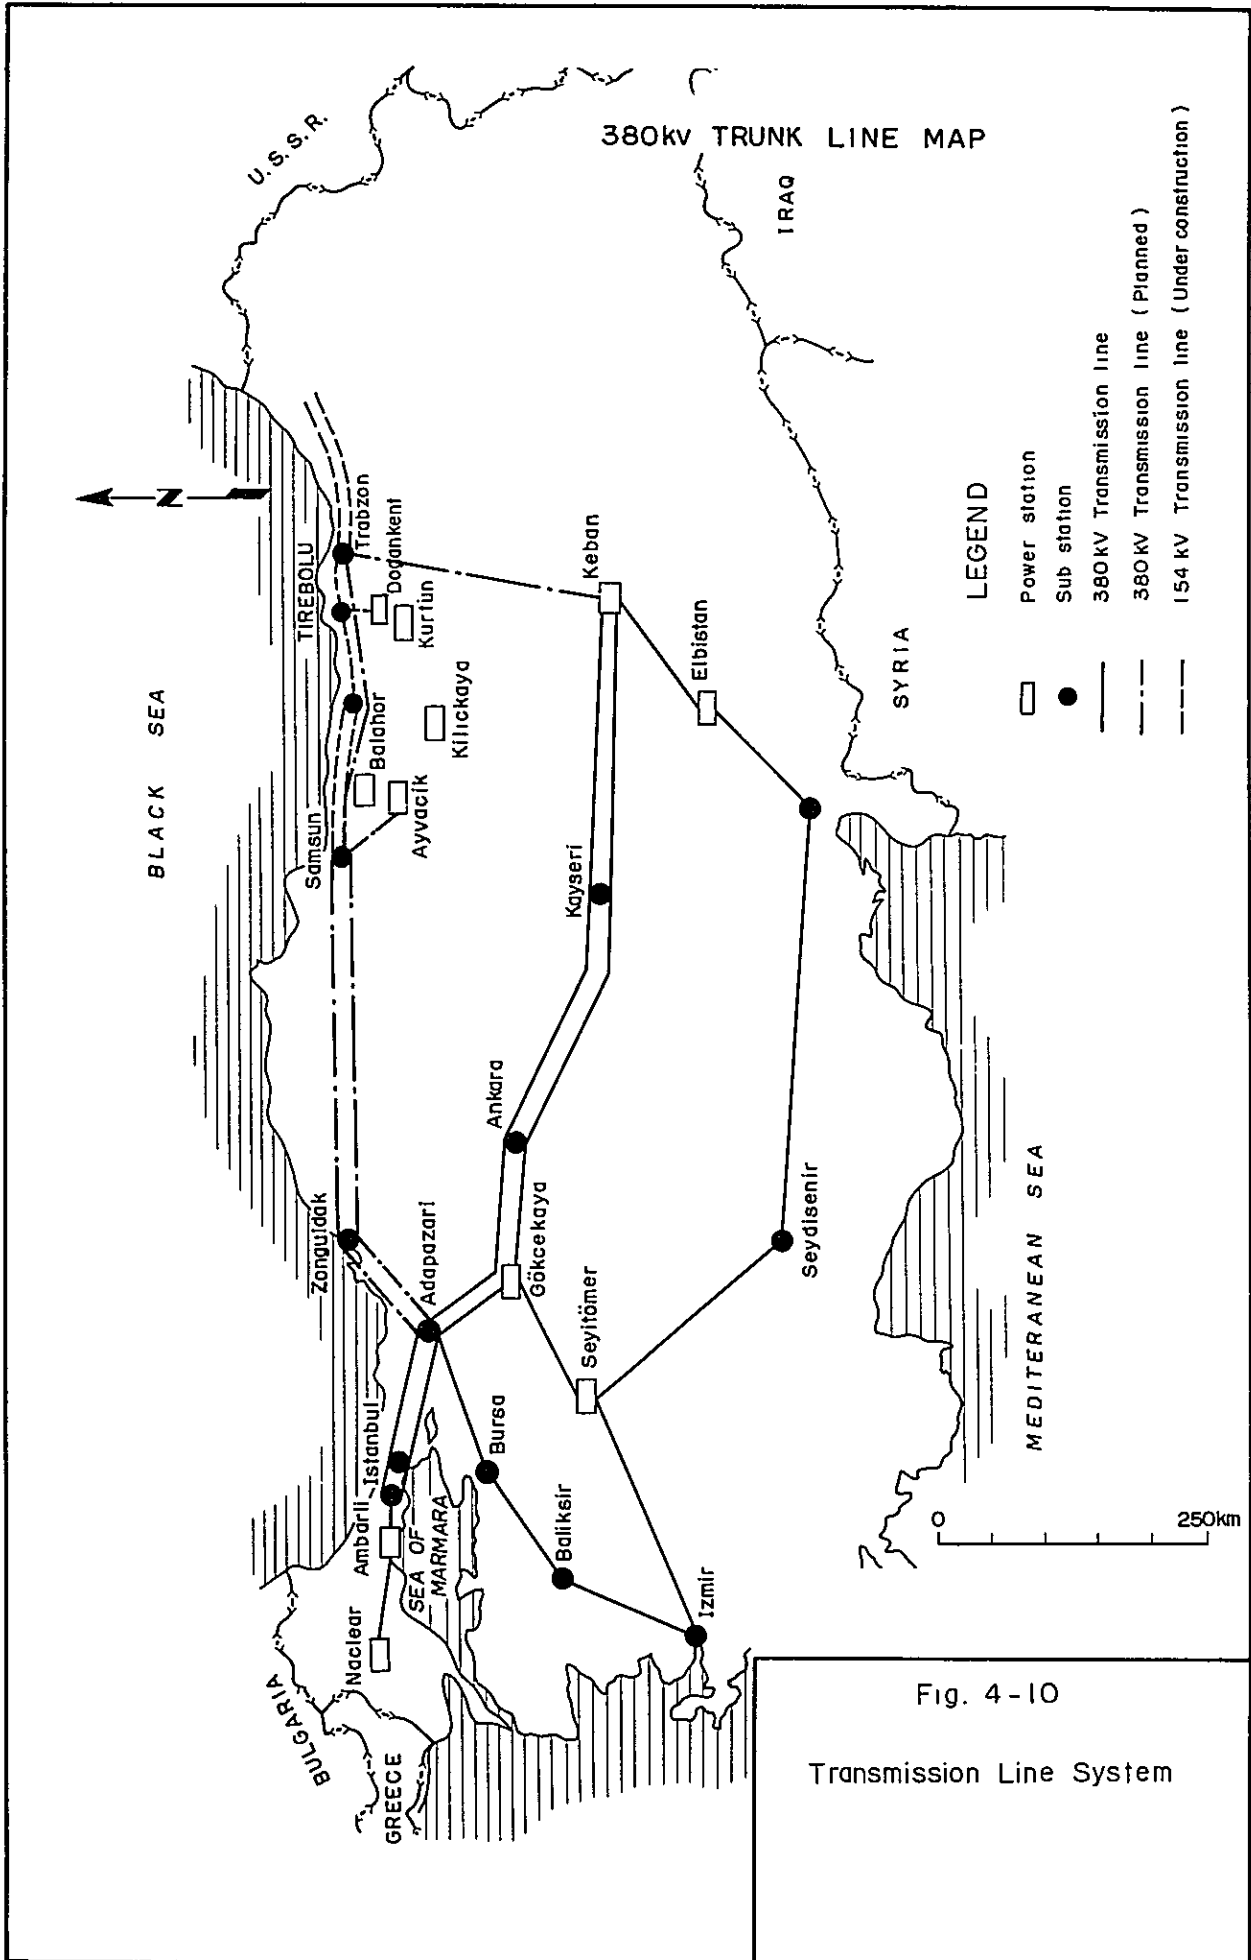 380kv TRUNK LINE MAP
U.S.S.R.
BLACK SEA
N
IRAQ
SYRIA
MEDITERANEAN SEA
BULGARIA
GREECE
SEA OF
MARMARA
TIREBOLU
Trabzon
Dodankent
Kurtun
Balahor
Kilickaya
Samsun
Ayvacik
Zonguldak
Adapazari
Istanbul
Ambarli
Naclear
Bursa
Baliksir
Izmir
Gökcekaya
Ankara
Kayseri
Keban
Elbistan
Seyitömer
Seydisenir
LEGEND
Power station
Sub station
380kV Transmission line
380kV Transmission line (Planned)
154 kV Transmission line (Under construction)
0 250km
Fig. 4-10
Transmission Line System